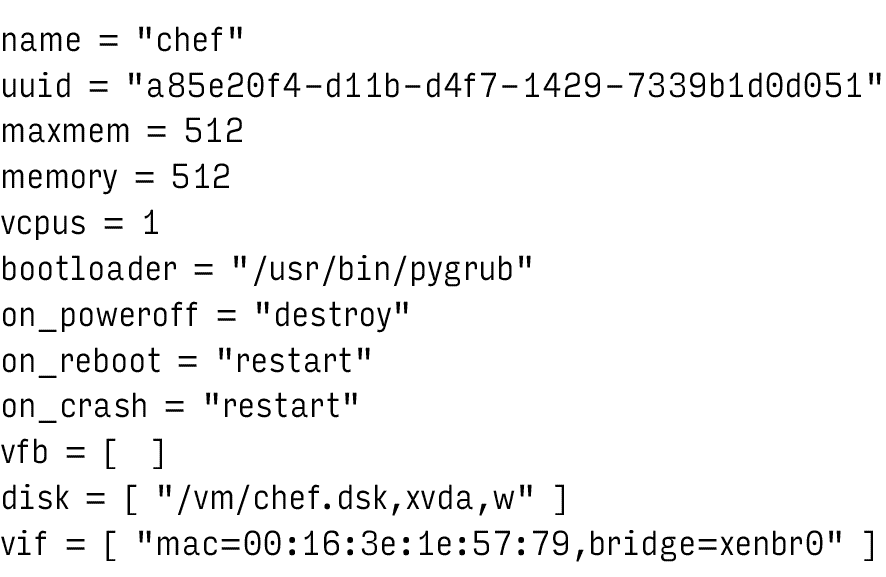 name = "chef"
uuid = "a85e20f4-d11b-d4f7-1429-7339b1d0d051"
maxmem = 512
memory = 512
vcpus = 1
bootloader = "/usr/bin/pygrub"
on_poweroff = "destroy"
on_reboot = "restart"
on_crash = "restart"
vfb = [  ]
disk = [ "/vm/chef.dsk,xvda,w" ]
vif = [ "mac=00:16:3e:1e:57:79,bridge=xenbr0" ]